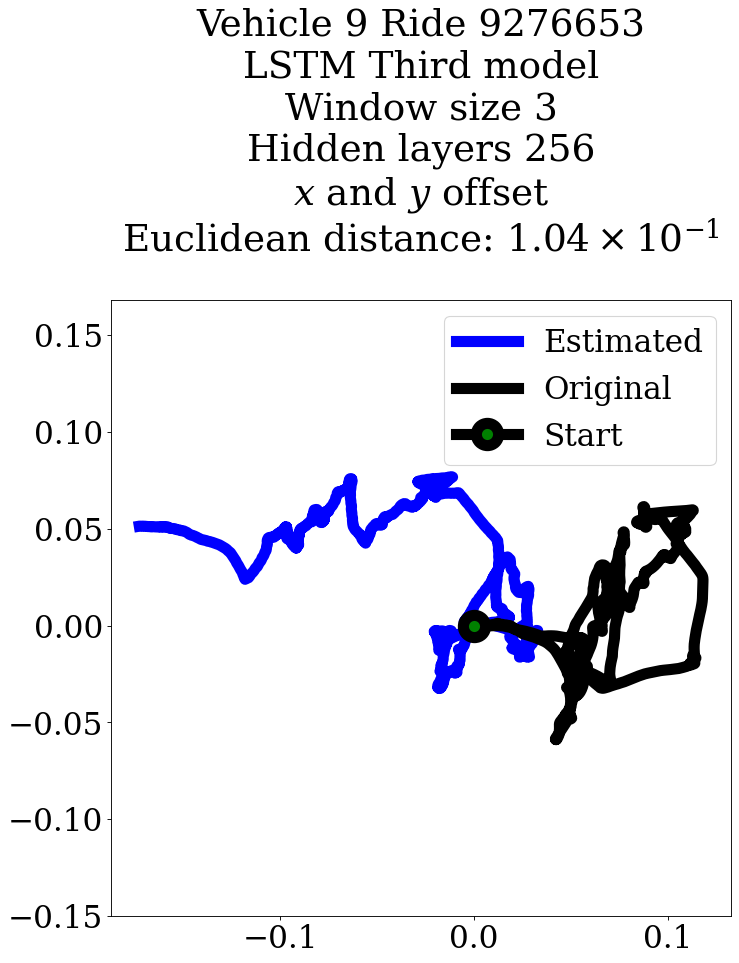 Vehicle 9 Ride 9276653
LSTM Third model
Window size 3
Hidden layers 256
x and y offset
Euclidean distance: 1.04 × 10⁻¹
Estimated
Original
Start
0.15
0.10
0.05
0.00
−0.05
−0.10
−0.15
−0.1 0.0 0.1